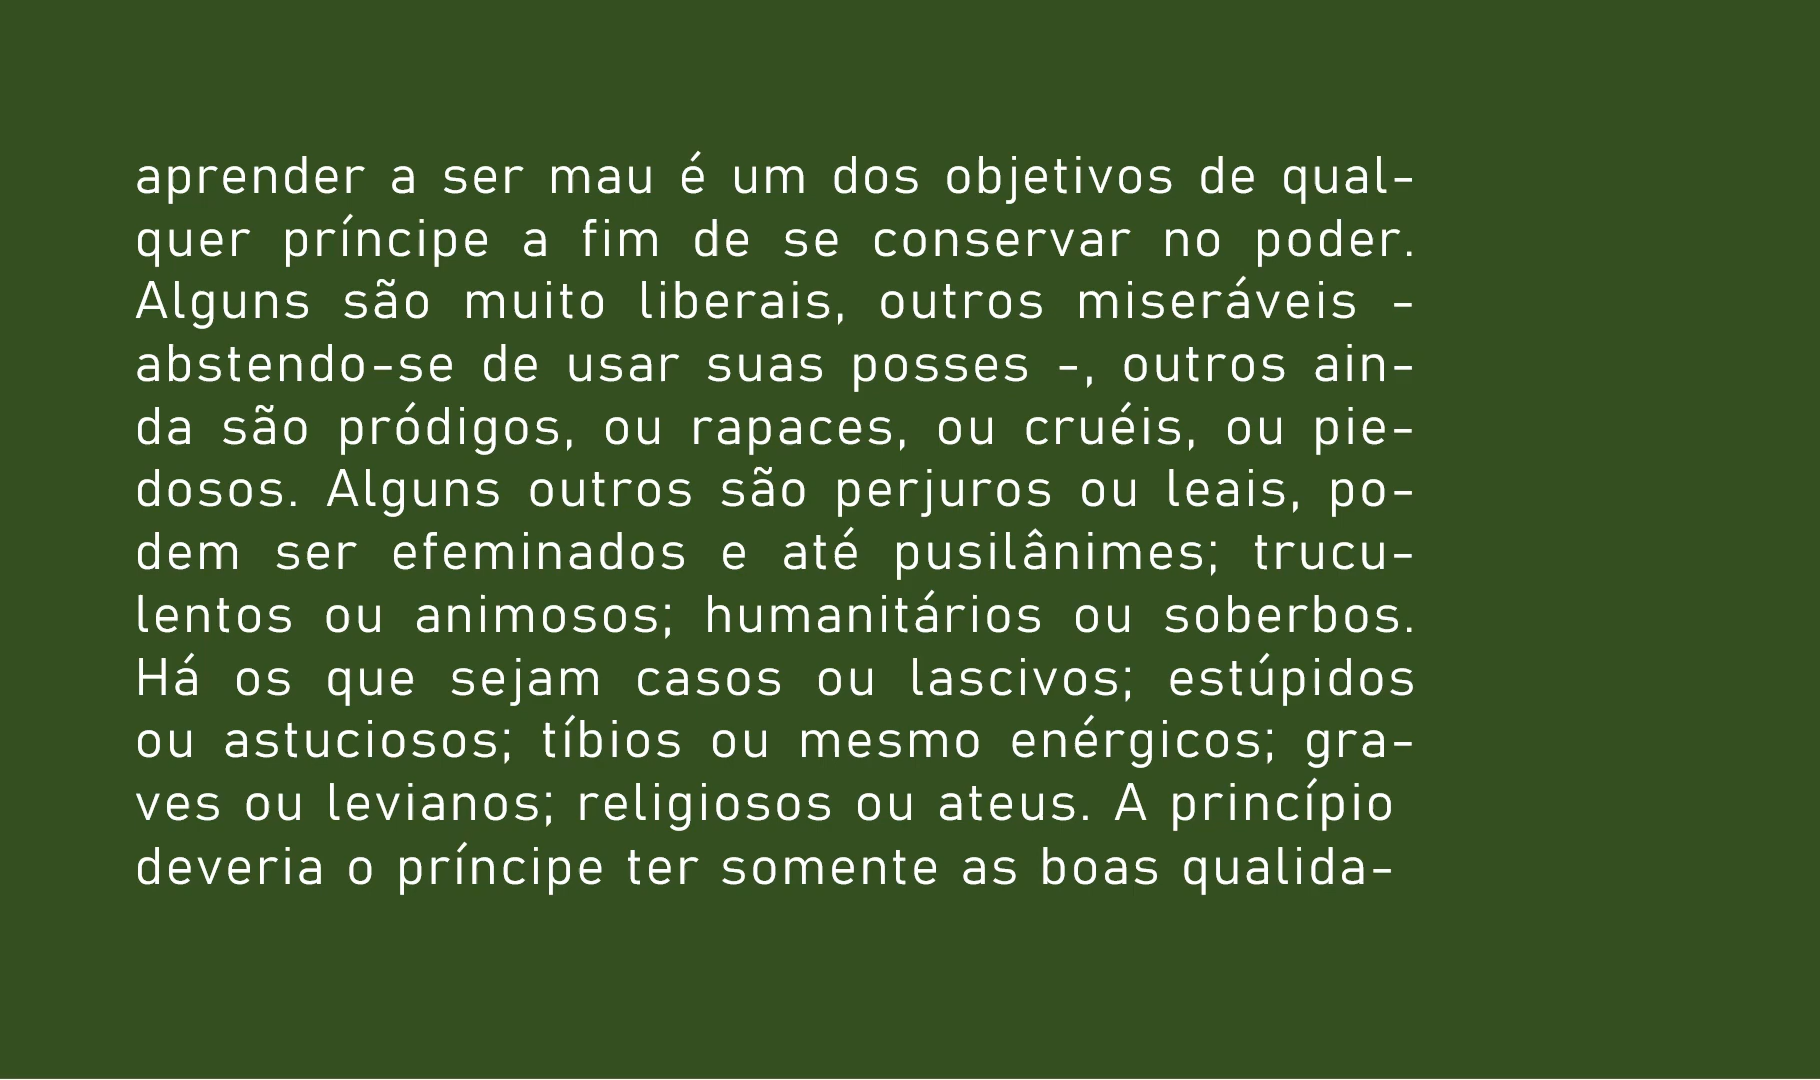 aprender a ser mau é um dos objetivos de qual-
quer príncipe a fim de se conservar no poder.
Alguns são muito liberais, outros miseráveis -
abstendo-se de usar suas posses -, outros ain-
da são pródigos, ou rapaces, ou cruéis, ou pie-
dosos. Alguns outros são perjuros ou leais, po-
dem ser efeminados e até pusilânimes; trucu-
lentos ou animosos; humanitários ou soberbos.
Há os que sejam casos ou lascivos; estúpidos
ou astuciosos; tíbios ou mesmo enérgicos; gra-
ves ou levianos; religiosos ou ateus. A princípio
deveria o príncipe ter somente as boas qualida-